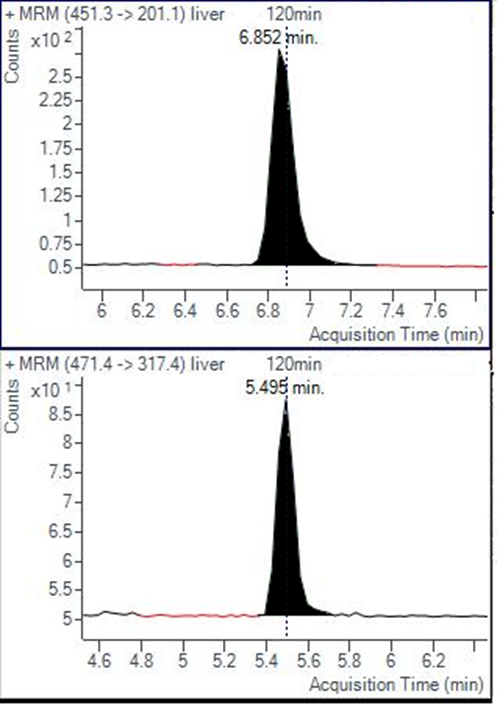 + MRM (451.3 -> 201.1) liver 120min
Counts
x10 2
6.852 min.
2.5
2.25
2
1.75
1.5
1.25
1
0.75
0.5
6 6.2 6.4 6.6 6.8 7 7.2 7.4 7.6
Acquisition Time (min)
+ MRM (471.4 -> 317.4) liver 120min
Counts
x10 1
5.495 min.
8.5
8
7.5
7
6.5
6
5.5
5
4.6 4.8 5 5.2 5.4 5.6 5.8 6 6.2
Acquisition Time (min)